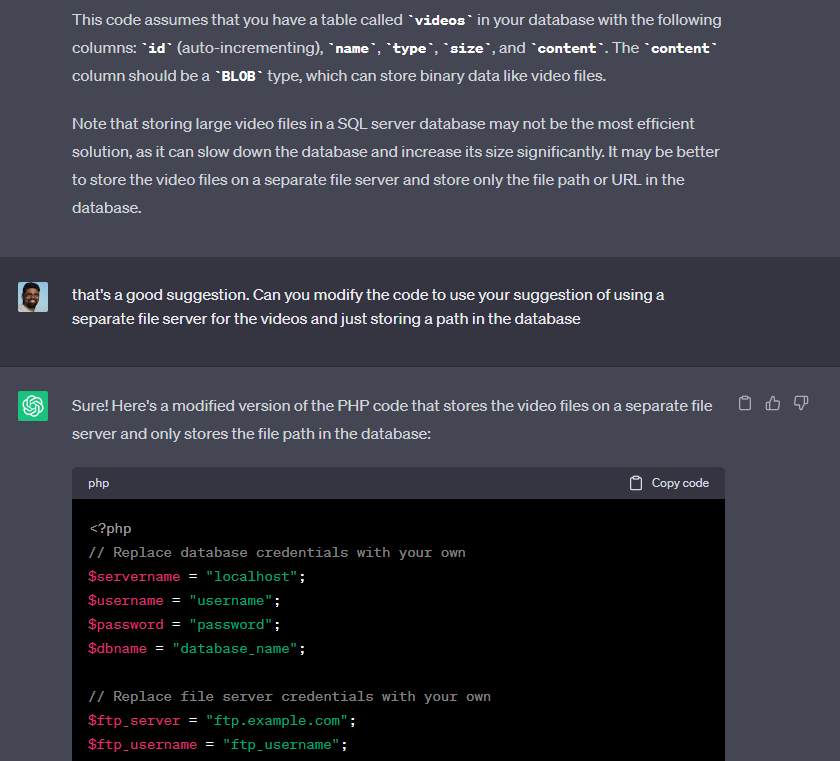 This code assumes that you have a table called `videos` in your database with the following
columns: `id` (auto-incrementing), `name`, `type`, `size`, and `content`. The `content`
column should be a `BLOB` type, which can store binary data like video files.
Note that storing large video files in a SQL server database may not be the most efficient
solution, as it can slow down the database and increase its size significantly. It may be better
to store the video files on a separate file server and store only the file path or URL in the
database.
that's a good suggestion. Can you modify the code to use your suggestion of using a
separate file server for the videos and just storing a path in the database
Sure! Here's a modified version of the PHP code that stores the video files on a separate file
server and only stores the file path in the database:
php Copy code
<?php
// Replace database credentials with your own
$servername = "localhost";
$username = "username";
$password = "password";
$dbname = "database_name";
// Replace file server credentials with your own
$ftp_server = "ftp.example.com";
$ftp_username = "ftp_username";